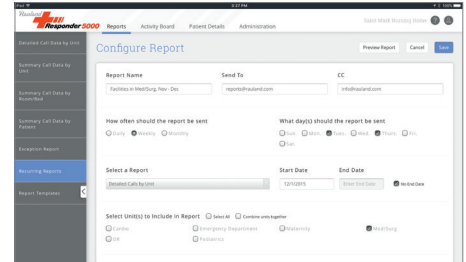 iPad
3:37 PM
100%
Hauland
Responder 5000
Reports
Activity Board
Patient Details
Administration
Detailed Call Data by Unit
Summary Call Data by
Unit
Summary Call Data by
Room/Bed
Summary Call Data by
Patient
Exception Report
Recurring Reports
Report Templates
Configure Report
Preview Report
Cancel
Save
Report Name
Send To
CC
Facilities in Med/Surg, Nov - Dec
reports@rauland.com
info@rauland.com
How often should the report be sent
What day(s) should the report be sent
Daily Weekly Monthly
Sun. Mon. Tues. Wed. Thurs. Fri.
Sat.
Select a Report
Start Date
End Date
Detailed Calls by Unit
12/1/2015
Enter End Date
No End Date
Select Unit(s) to Include in Report Select All Combine units together
Cardio
Emergency Department
Maternity
Med/Surg
OR
Pediatrics